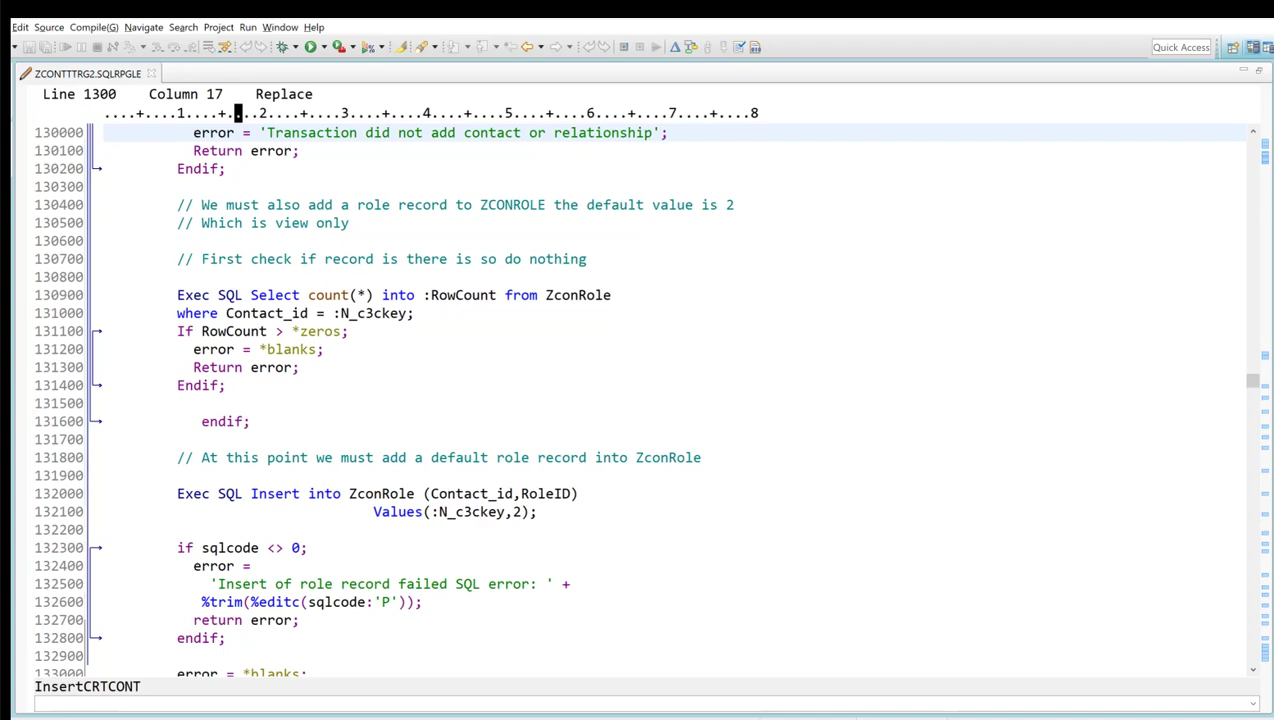 Edit Source Compile(G) Navigate Search Project Run Window Help
Quick Access
ZCONTTTRG2.SQLRPGLE
Line 1300 Column 17 Replace
....+....1....+....2....+....3....+....4....+....5....+....6....+....7....+....8
130000 error = 'Transaction did not add contact or relationship';
130100 Return error;
130200 Endif;
130300
130400 // We must also add a role record to ZCONROLE the default value is 2
130500 // Which is view only
130600
130700 // First check if record is there is so do nothing
130800
130900 Exec SQL Select count(*) into :RowCount from ZconRole
131000 where Contact_id = :N_c3ckey;
131100 If RowCount > *zeros;
131200 error = *blanks;
131300 Return error;
131400 Endif;
131500
131600 endif;
131700
131800 // At this point we must add a default role record into ZconRole
131900
132000 Exec SQL Insert into ZconRole (Contact_id,RoleID)
132100 Values(:N_c3ckey,2);
132200
132300 if sqlcode <> 0;
132400 error =
132500 'Insert of role record failed SQL error: ' +
132600 %trim(%editc(sqlcode:'P'));
132700 return error;
132800 endif;
132900
133000 error = *blanks;
InsertCRTCONT